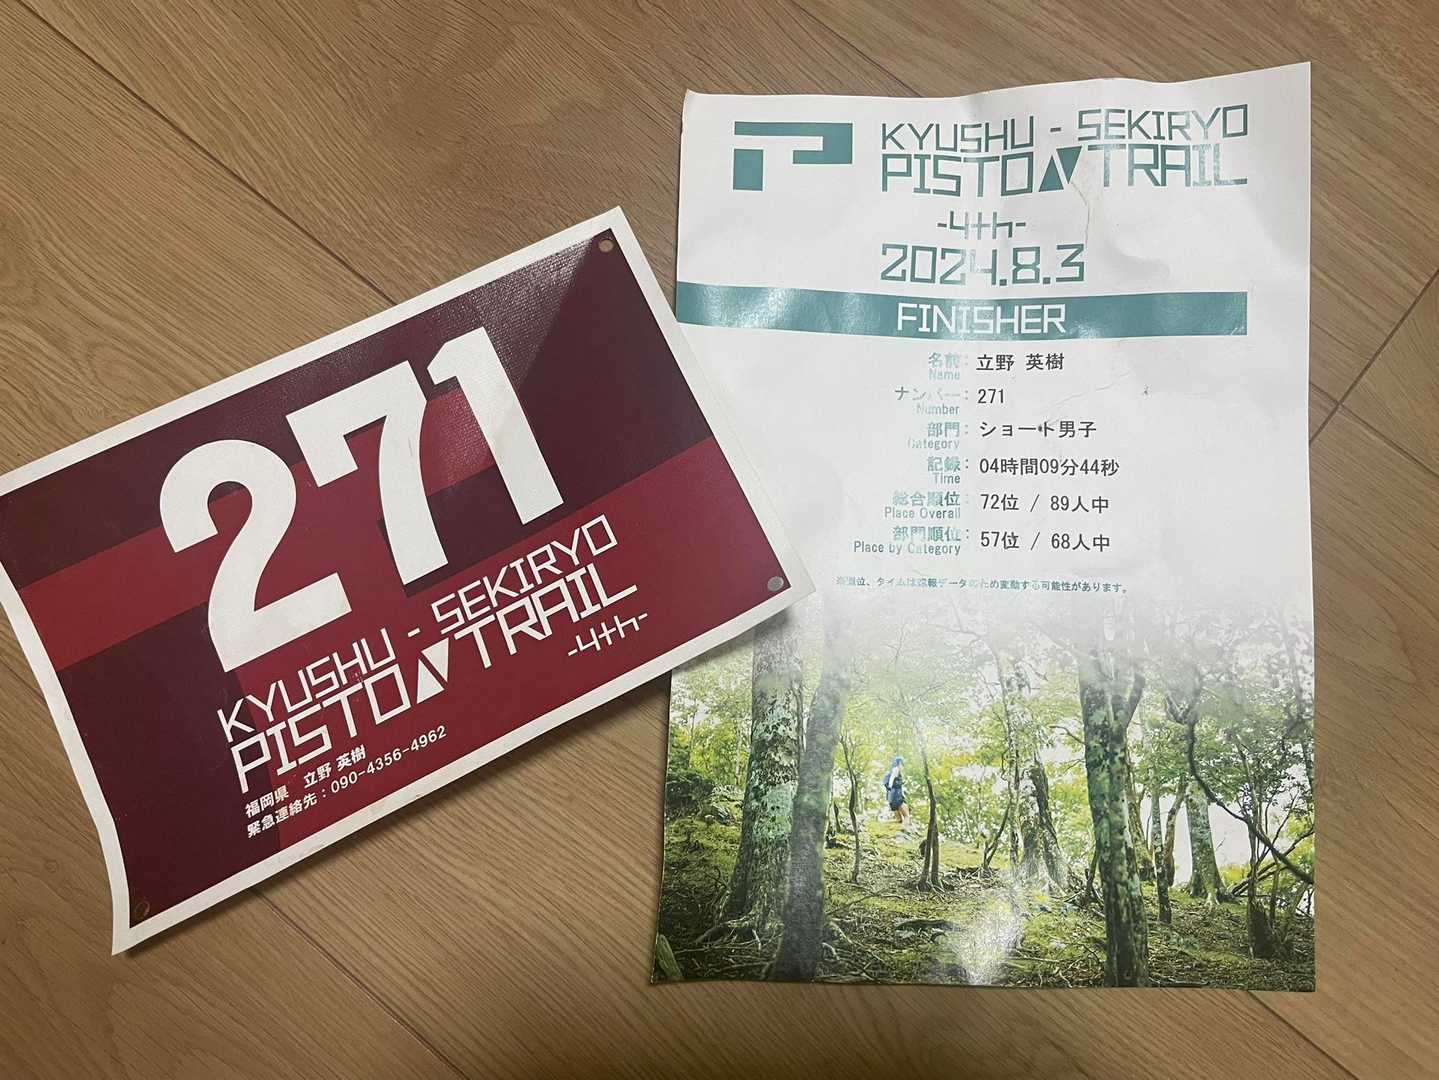 271
KYUSHU - SEKIRYO
PISTON TRAIL
-4th-
福岡県 立野 英樹
緊急連絡先：090-4356-4962
KYUSHU - SEKIRYO
PISTON TRAIL
-4th-
2024.8.3
FINISHER
名前： 立野 英樹
Name
ナンバー： 271
Number
部門： ショート男子
Category
記録： 04時間09分44秒
Time
総合順位： 72位 / 89人中
Place Overall
部門順位： 57位 / 68人中
Place by Category
※順位、タイムは速報データのため変動する可能性があります。